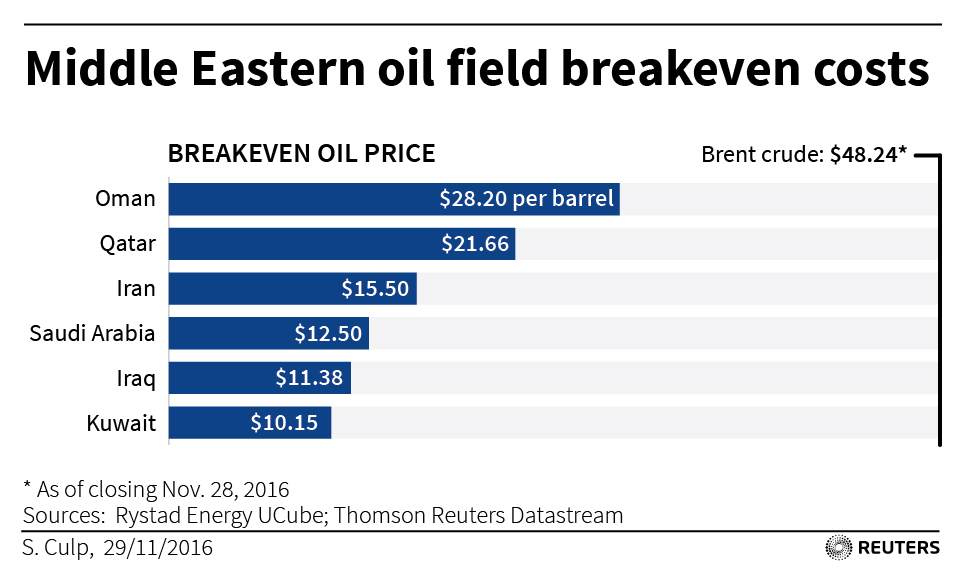 Middle Eastern oil field breakeven costs
BREAKEVEN OIL PRICE
Brent crude: $48.24*
Oman $28.20 per barrel
Qatar $21.66
Iran $15.50
Saudi Arabia $12.50
Iraq $11.38
Kuwait $10.15
* As of closing Nov. 28, 2016
Sources: Rystad Energy UCube; Thomson Reuters Datastream
S. Culp, 29/11/2016
REUTERS